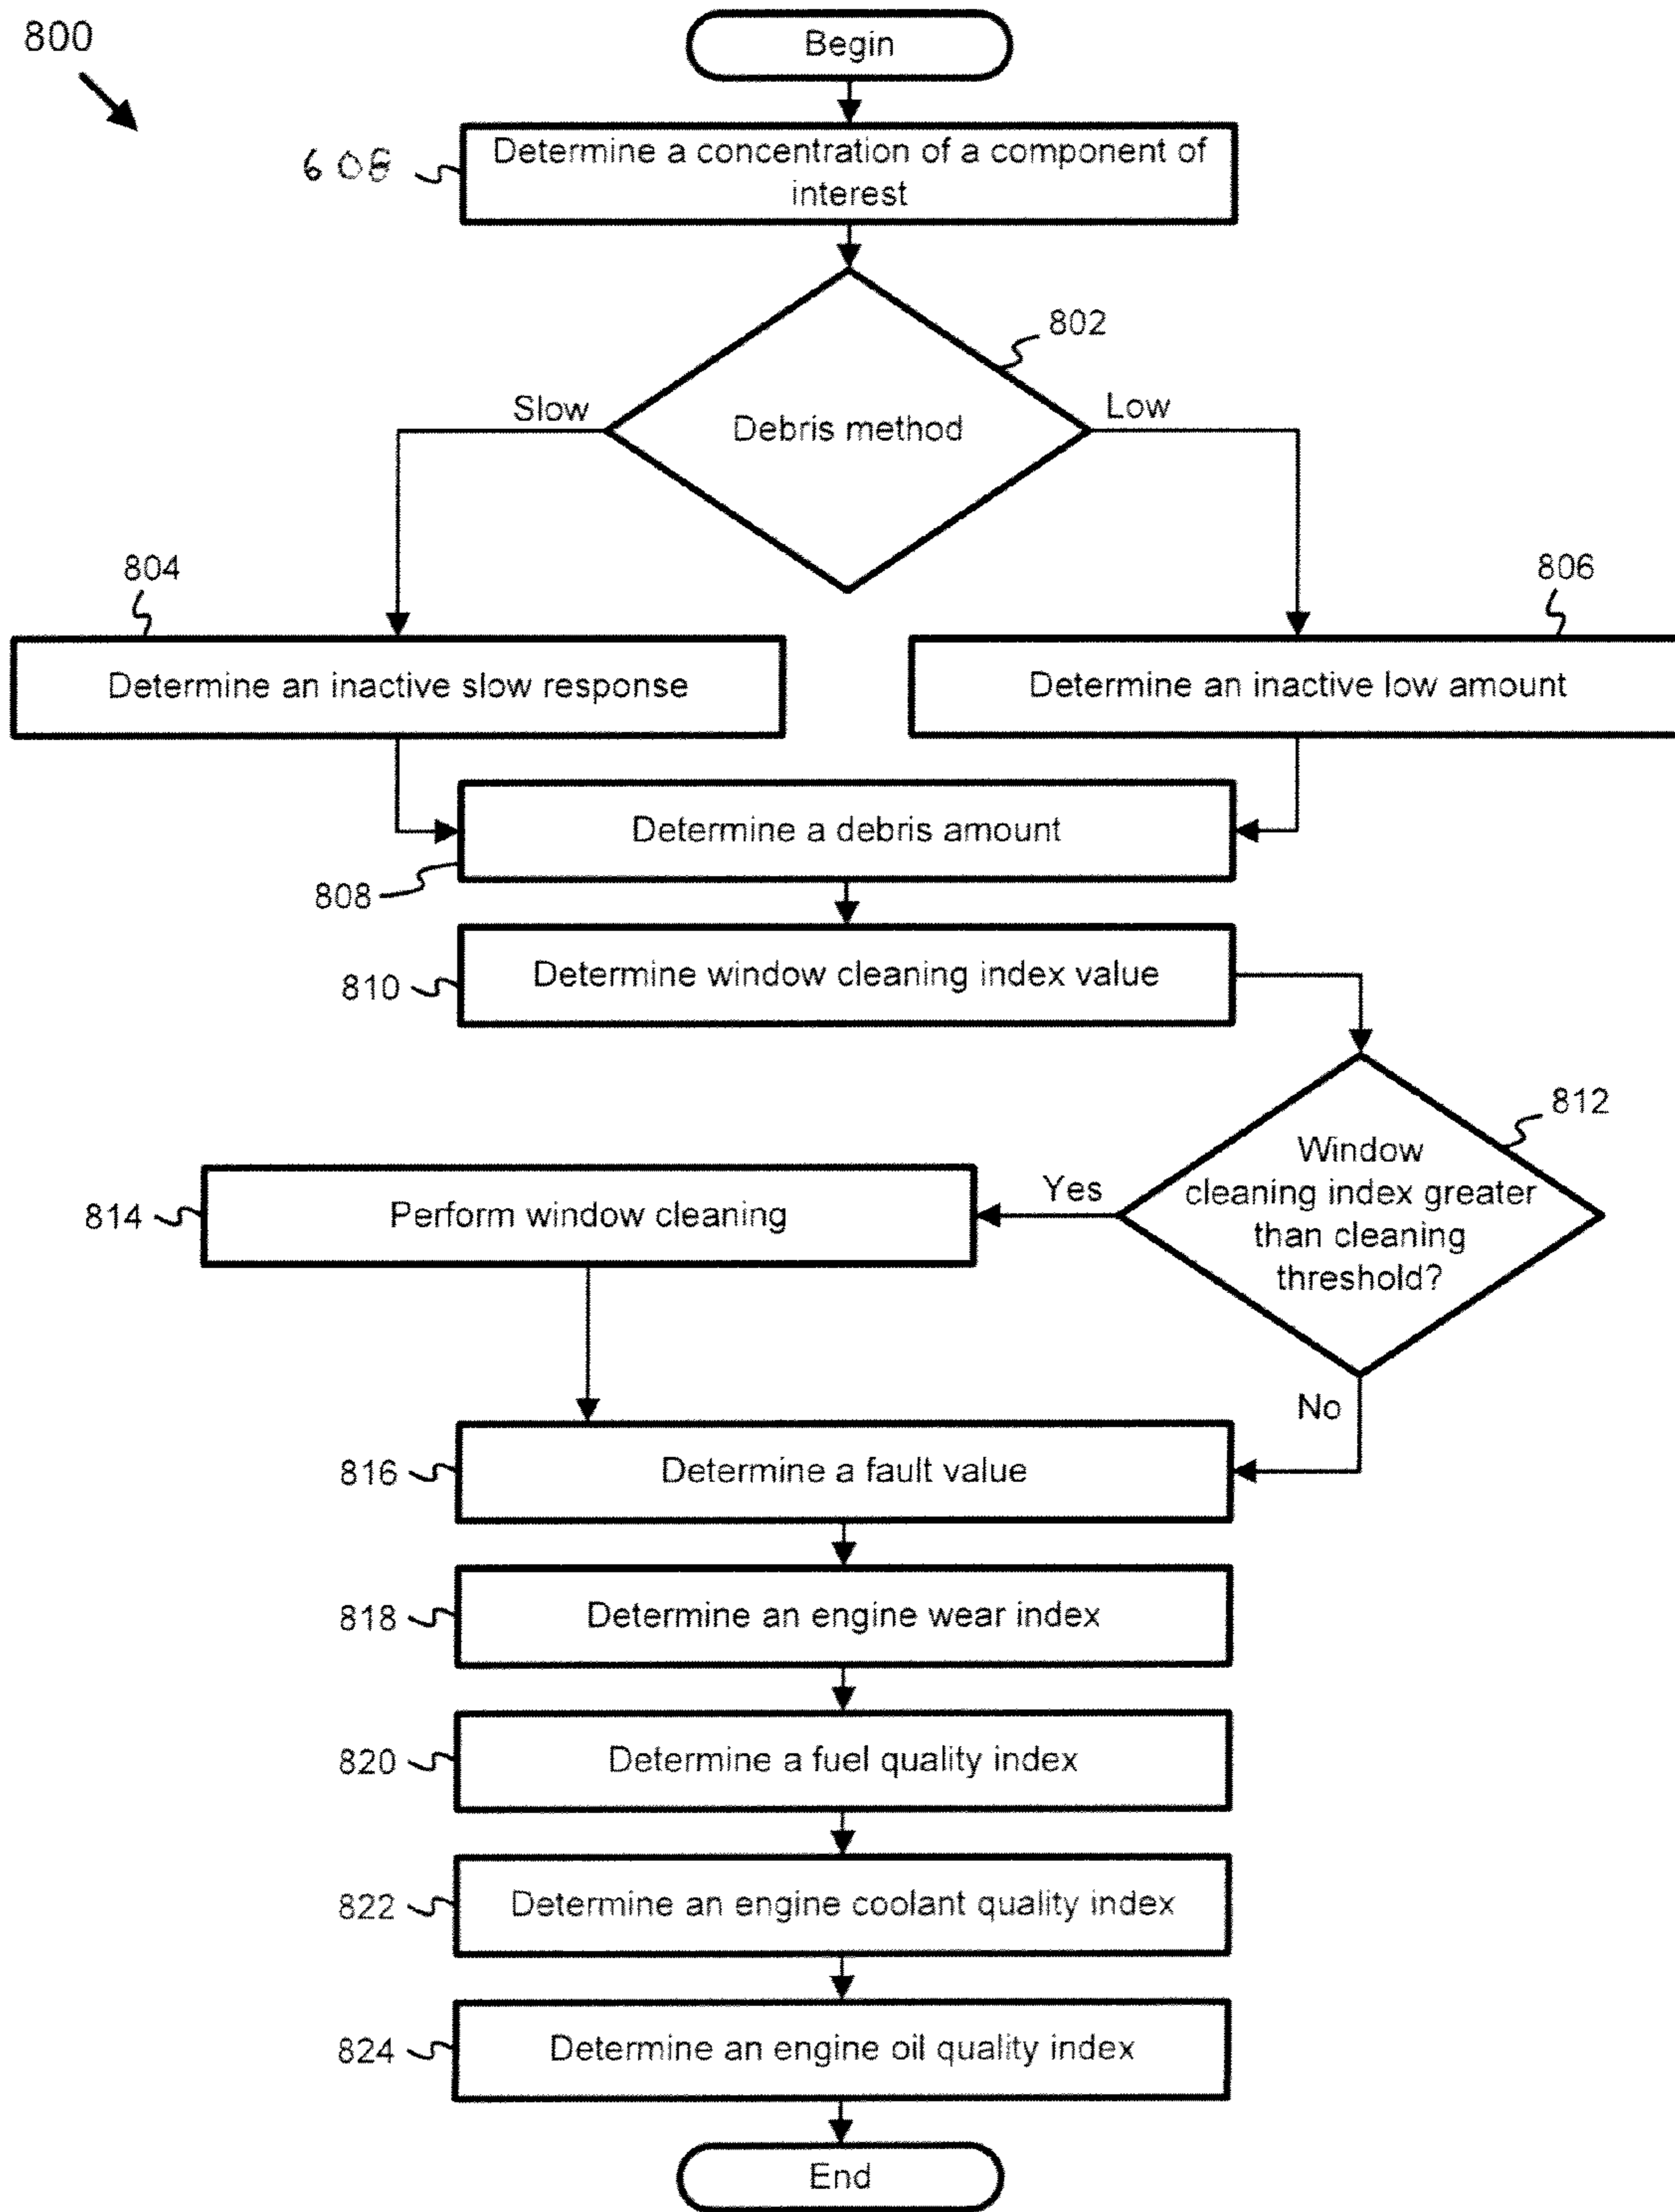 800
Begin
608
Determine a concentration of a component of
interest
802
Slow
Low
Debris method
804
806
Determine an inactive slow response
Determine an inactive low amount
Determine a debris amount
808
Determine window cleaning index value
810
812
Window
cleaning index greater
than cleaning
threshold?
Yes
Perform window cleaning
814
No
816
Determine a fault value
818
Determine an engine wear index
820
Determine a fuel quality index
822
Determine an engine coolant quality index
824
Determine an engine oil quality index
End